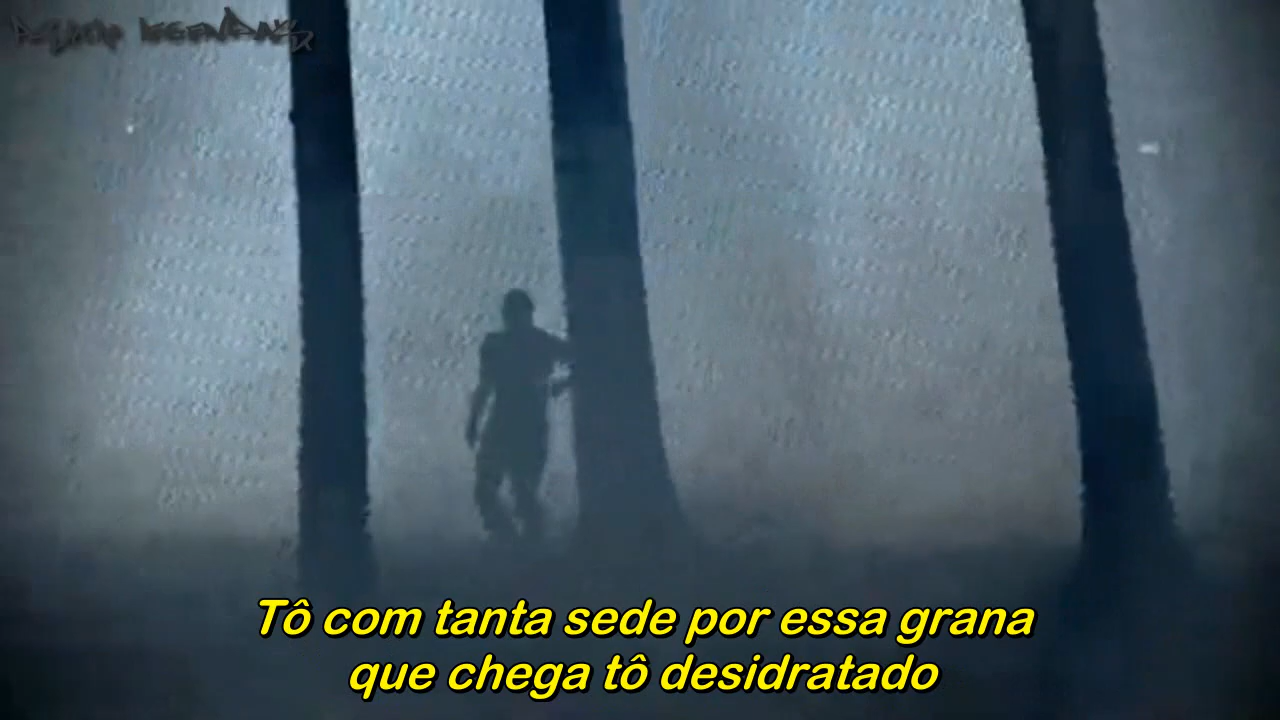 Tô com tanta sede por essa grana
que chega tô desidratado